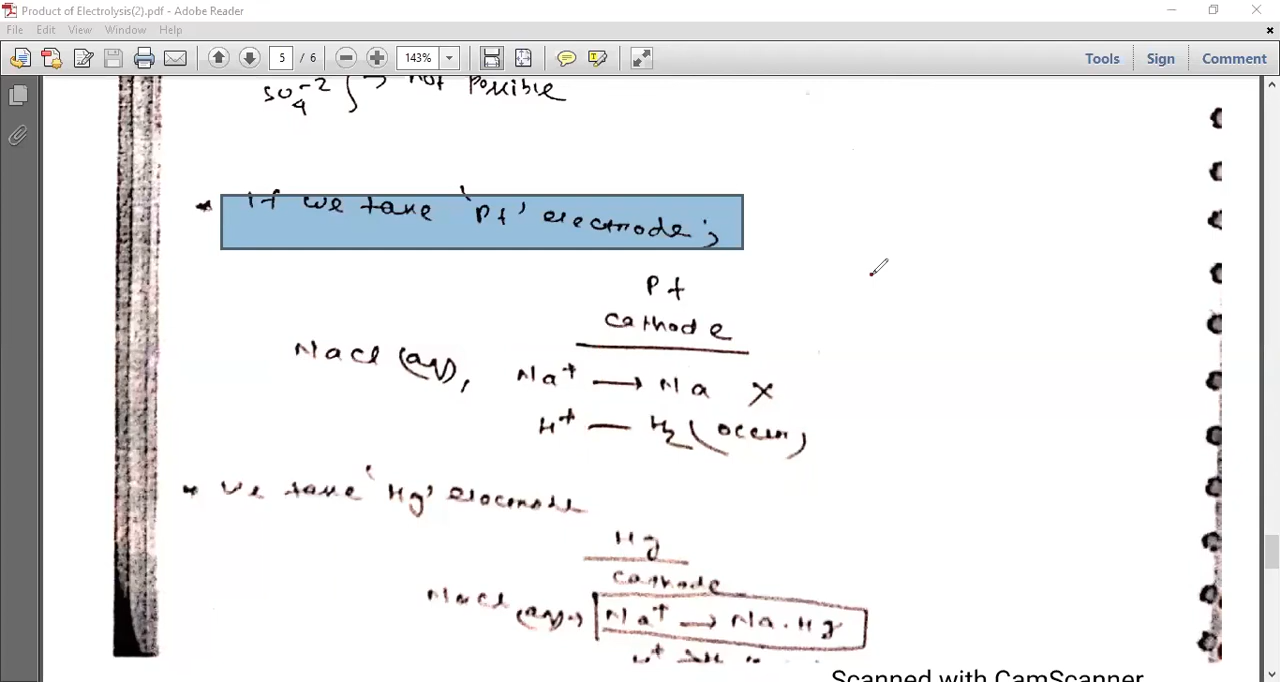 Product of Electrolysis(2).pdf - Adobe Reader
File Edit View Window Help
5 / 6 143% Tools Sign Comment
SO4-2 } → not possible
* if we take 'Pt' electrode ;
Pt
cathode
NaCl (aq), Na+ → Na X
H+ — H2 (occurs)
* we take 'Hg' electrode
Hg
cathode
NaCl (aq) Na+ → Na.Hg
H+
Scanned with CamScanner